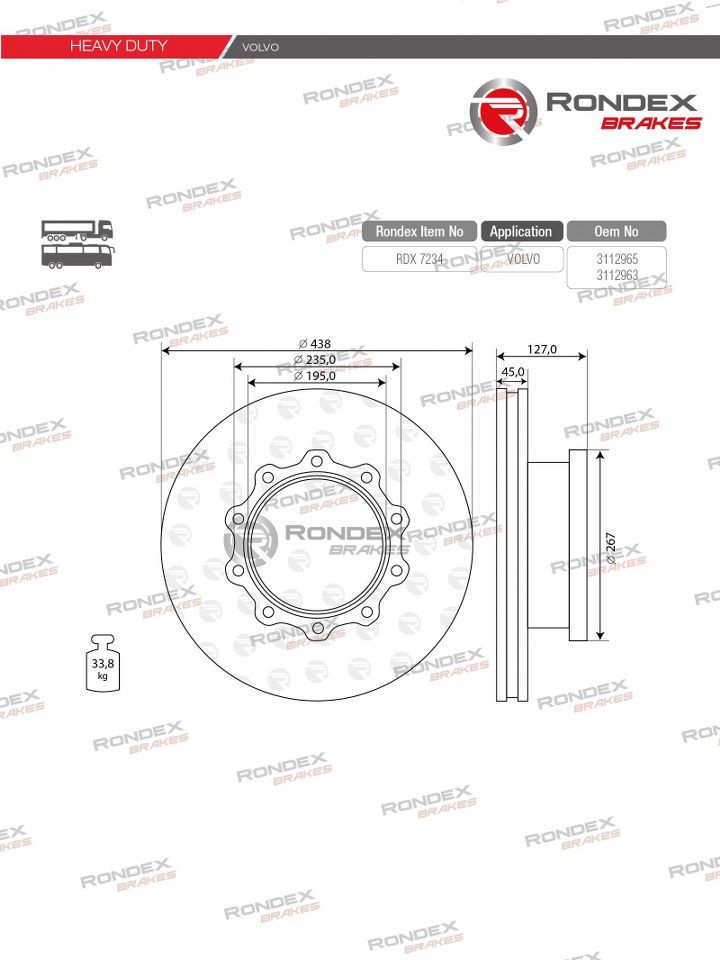 HEAVY DUTY
VOLVO
RONDEX
BRAKES
Rondex Item No Application Oem No
RDX 7234 VOLVO 3112965
3112963
Ø 438
Ø 235,0
Ø 195,0
127,0
45,0
Ø 267
RONDEX
BRAKES
33,8
kg